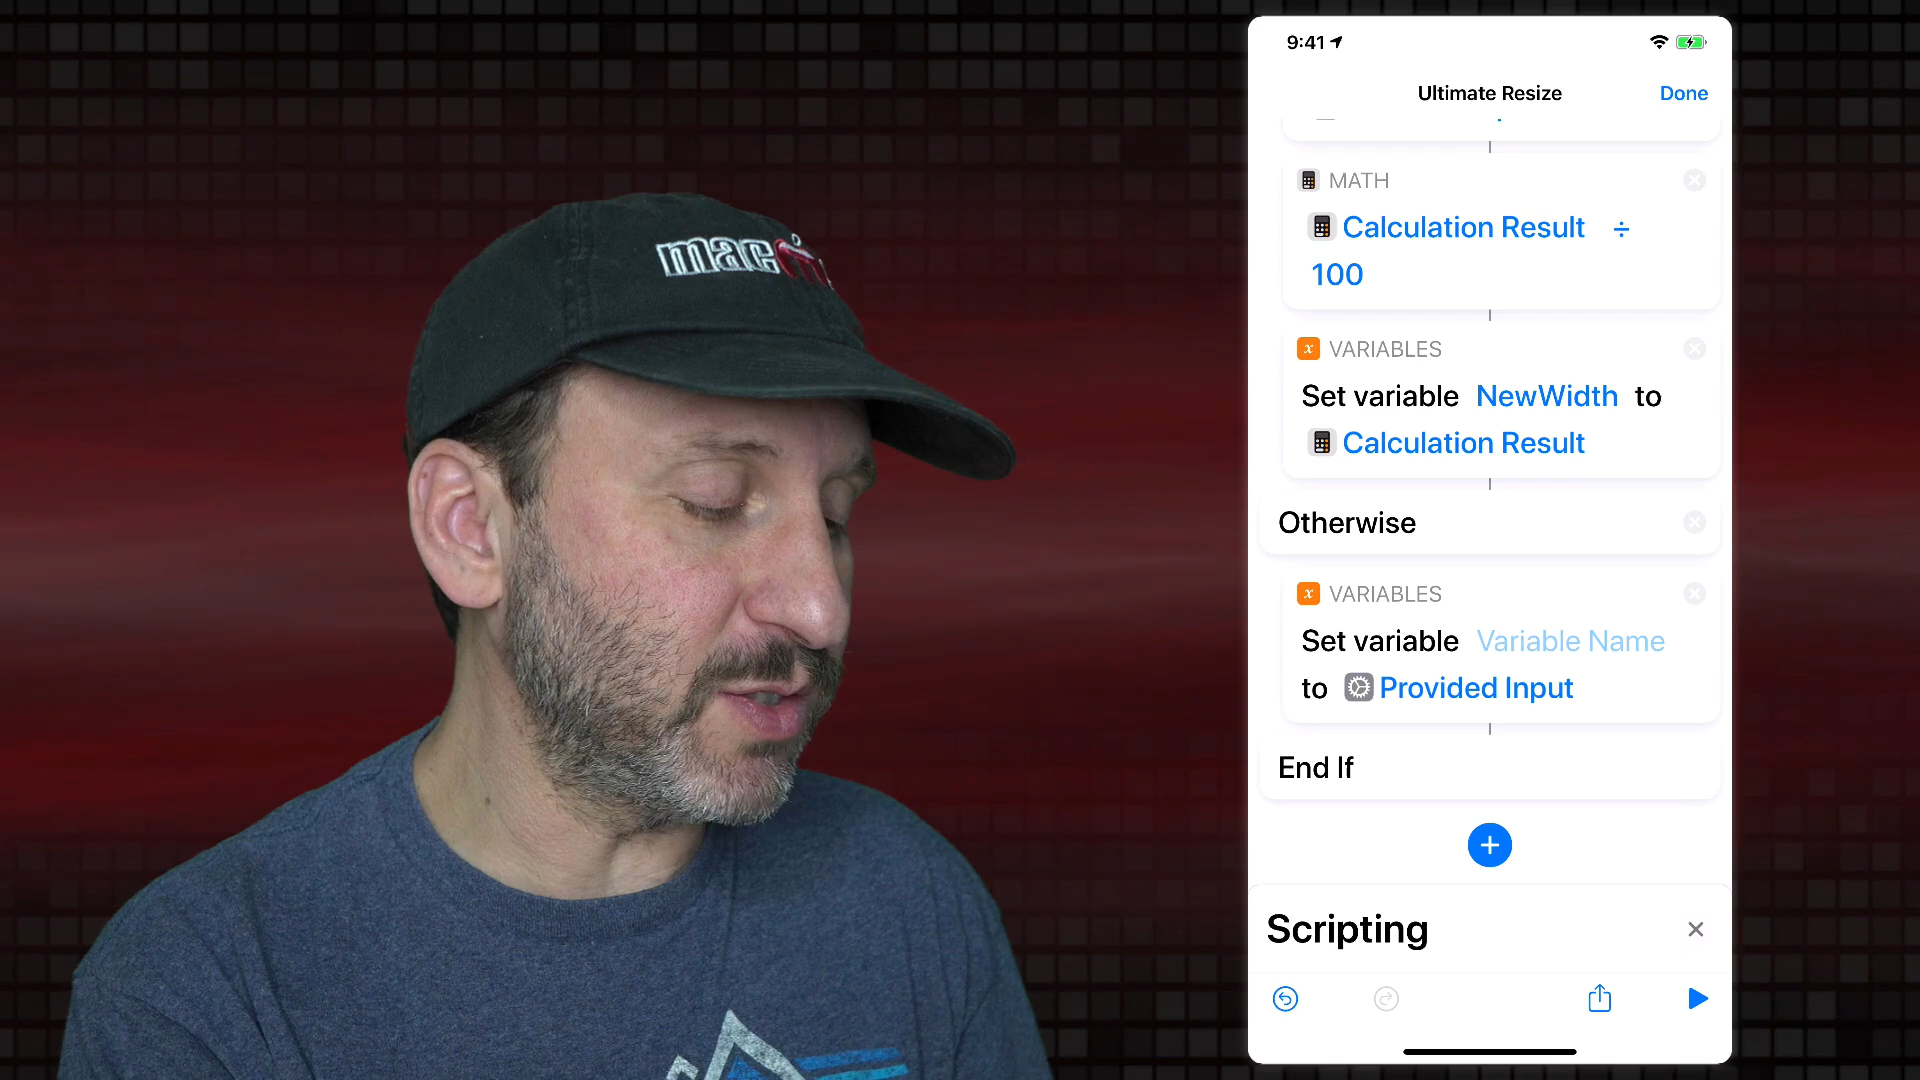 mac
9:41
Ultimate Resize
Done
MATH
Calculation Result ÷
100
x VARIABLES
Set variable NewWidth to
Calculation Result
Otherwise
x VARIABLES
Set variable Variable Name
to Provided Input
End If
+
Scripting